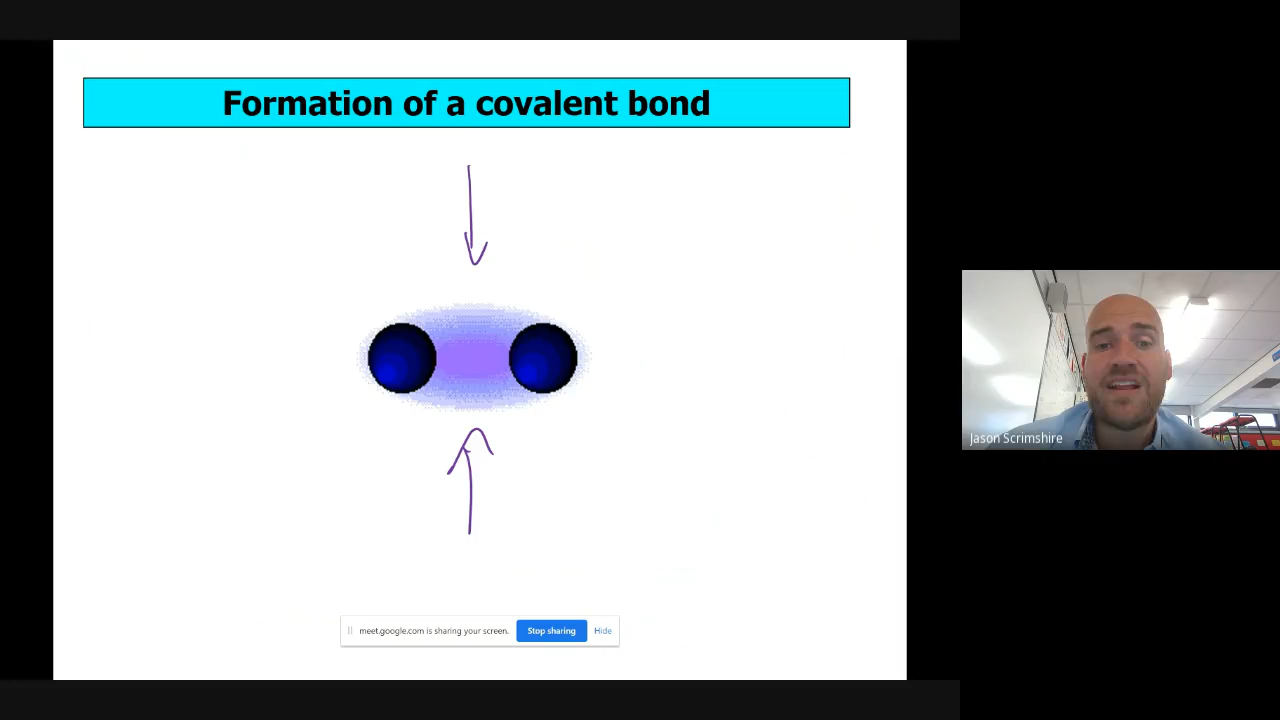 Formation of a covalent bond
Jason Scrimshire
meet.google.com is sharing your screen. Stop sharing Hide